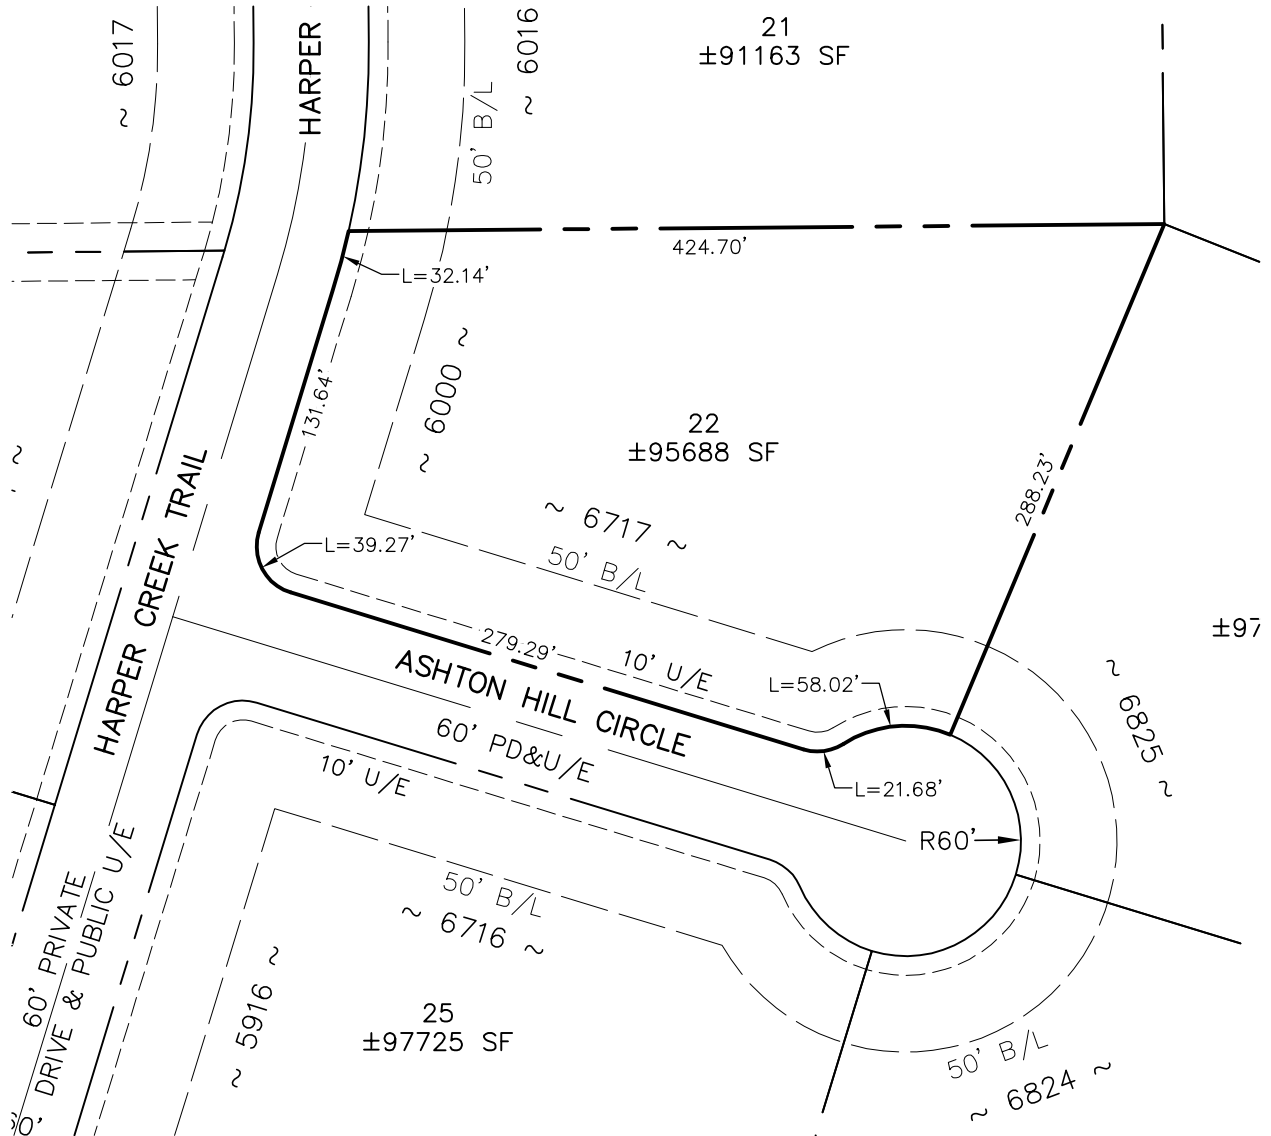 ~ 6017 ~
HARPER
~ 6016 ~
50' B/L
21
±91163 SF
424.70'
L=32.14'
131.64'
~ 6000 ~
22
±95688 SF
288.23'
~ 6717 ~
50' B/L
L=39.27'
HARPER CREEK TRAIL
279.29'
10' U/E
ASHTON HILL CIRCLE
60' PD&U/E
L=58.02'
L=21.68'
R60'
±97
~ 6825 ~
10' U/E
50' B/L
~ 6716 ~
25
±97725 SF
~ 5916 ~
60' PRIVATE
DRIVE & PUBLIC U/E
50' B/L
~ 6824 ~